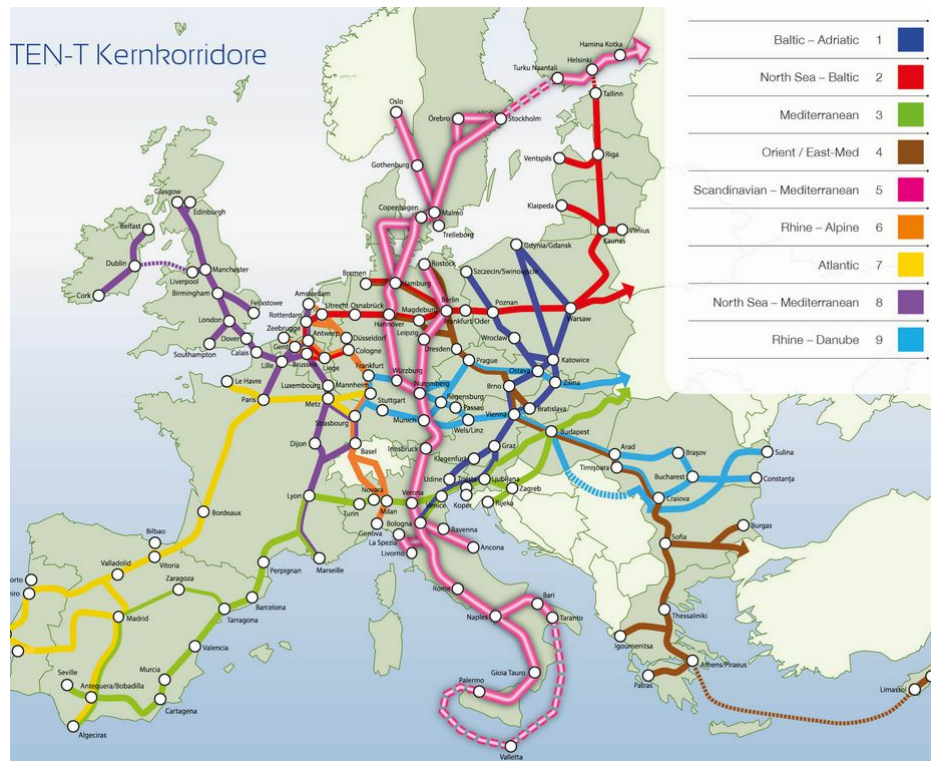 TEN-T Kernkorridore
Baltic – Adriatic 1
North Sea – Baltic 2
Mediterranean 3
Orient / East-Med 4
Scandinavian – Mediterranean 5
Rhine – Alpine 6
Atlantic 7
North Sea – Mediterranean 8
Rhine – Danube 9
Hamina Kotka
Helsinki
Turku Naantali
Tallinn
Oslo
Örebro
Stockholm
Ventspils
Riga
Gothenburg
Glasgow
Edinburgh
Klaipeda
Vilnius
Kaunas
Copenhagen
Malmö
Trelleborg
Belfast
Gdynia/Gdansk
Dublin
Manchester
Liverpool
Rostock
Szczecin/Swinoujscie
Bremen
Hamburg
Cork
Birmingham
Felixstowe
Amsterdam
Utrecht
Osnabrück
Berlin
Poznan
Rotterdam
Hannover
Magdeburg
Frankfurt/Oder
Warsaw
London
Zeebrugge
Antwerp
Düsseldorf
Leipzig
Wroclaw
Southampton
Dover
Gent
Cologne
Dresden
Calais
Lille
Brussels
Liege
Prague
Katowice
Frankfurt
Ostava
Le Havre
Luxembourg
Mannheim
Würzburg
Nuremberg
Brno
Zilina
Paris
Metz
Stuttgart
Regensburg
Passau
Bratislava/
Strasbourg
Munich
Wels/Linz
Vienna
Dijon
Basel
Innsbruck
Graz
Budapest
Klagenfurt
Arad
Braşov
Sulina
Timişoara
Lyon
Novara
Verona
Udine
Trieste
Ljubljana
Bucharest
Constanţa
Turin
Milan
Venice
Koper
Zagreb
Rijeka
Craiova
Bordeaux
Genova
Bologna
Ravenna
Burgas
La Spezia
Livorno
Ancona
Sofia
Bilbao
Vitoria
Marseille
Perpignan
Valladolid
Zaragoza
orto
eiro
Barcelona
Tarragona
Rome
Bari
Naples
Taranto
Thessaloniki
Madrid
Igoumenitsa
Valencia
Athens/Piraeus
Seville
Murcia
Gioia Tauro
Patras
Antequera/Bobadilla
Palermo
Limassol
Cartagena
Algeciras
Valletta